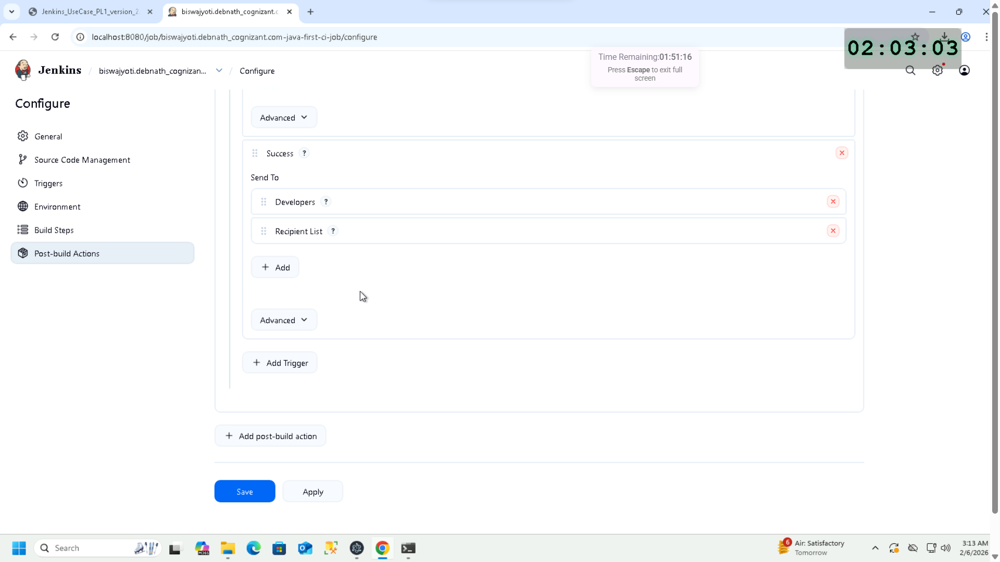 Jenkins_UseCase_PL1_version_2
biswajyoti.debnath_cognizant.c
localhost:8080/job/biswajyoti.debnath_cognizant.com-java-first-ci-job/configure
02:03:03
Time Remaining:01:51:16
Press Escape to exit full
screen
Jenkins / biswajyoti.debnath_cognizan... / Configure
Configure
General
Source Code Management
Triggers
Environment
Build Steps
Post-build Actions
Advanced
Success ?
Send To
Developers ?
Recipient List ?
+ Add
Advanced
+ Add Trigger
+ Add post-build action
Save
Apply
Search
M365
6
Air: Satisfactory
Tomorrow
3:13 AM
2/6/2026